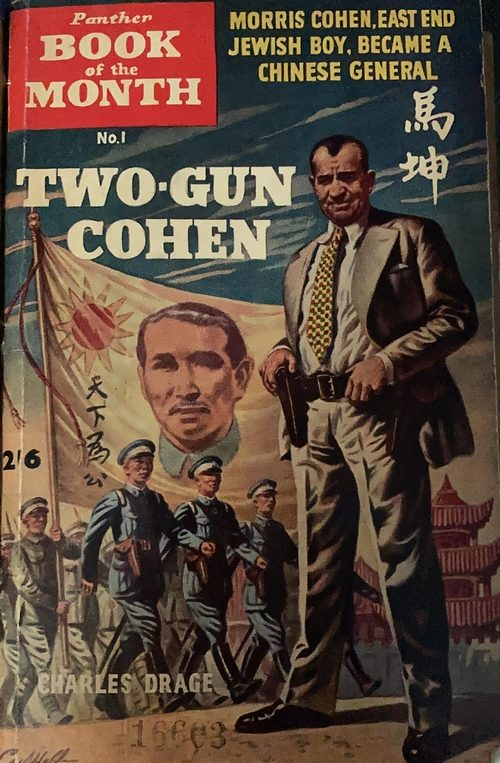 Panther
BOOK
of the
MONTH
No.1
MORRIS COHEN, EAST END
JEWISH BOY, BECAME A
CHINESE GENERAL
馬
坤
TWO-GUN
COHEN
天下為公
2/6
CHARLES DRAGE
16603